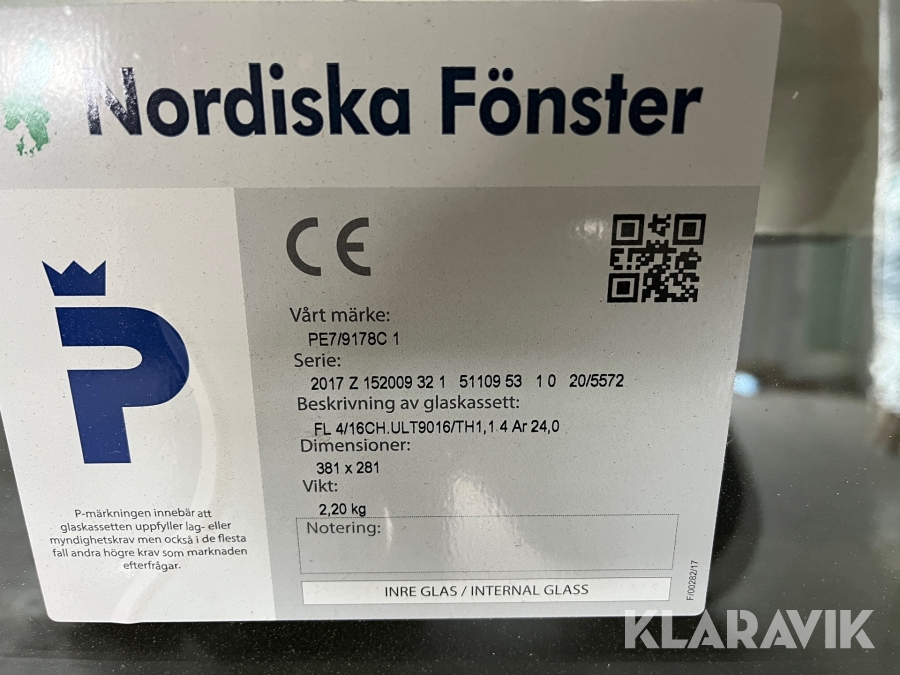 Nordiska Fönster
CE
P
Vårt märke:
PE7/9178C 1
Serie:
2017 Z 152009 32 1 51109 53 1 0 20/5572
Beskrivning av glaskassett:
FL 4/16CH.ULT9016/TH1,1 4 Ar 24,0
Dimensioner:
381 x 281
Vikt:
2,20 kg
Notering:
INRE GLAS / INTERNAL GLASS
F/00282/17
P-märkningen innebär att
glaskassetten uppfyller lag- eller
myndighetskrav men också i de flesta
fall andra högre krav som marknaden
efterfrågar.
KLARAVIK